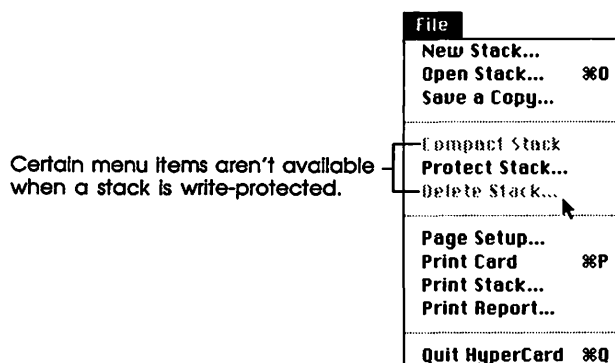 File
New Stack...
Open Stack... ⌘O
Save a Copy...
Compact Stack
Protect Stack...
Delete Stack...
Page Setup...
Print Card ⌘P
Print Stack...
Print Report...
Quit HyperCard ⌘Q
Certain menu items aren't available
when a stack is write-protected.